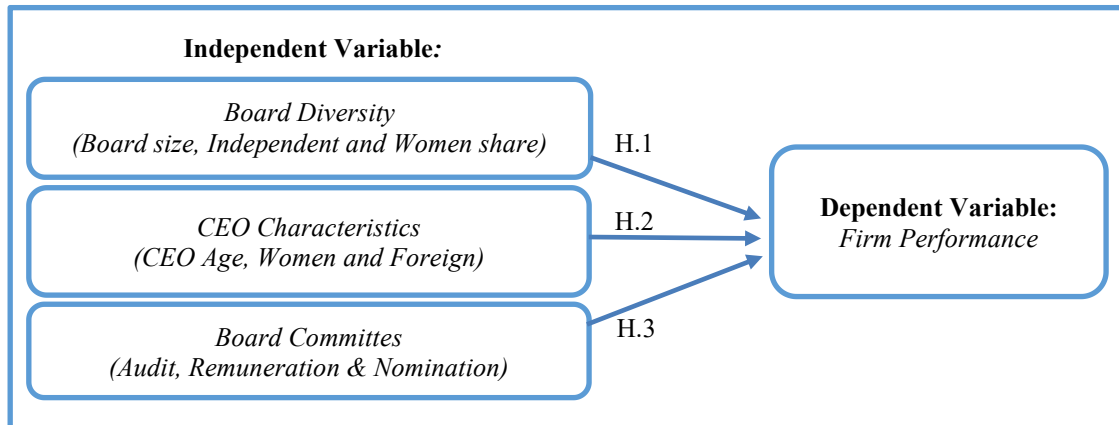 Independent Variable:
Board Diversity
(Board size, Independent and Women share)
H.1
CEO Characteristics
(CEO Age, Women and Foreign)
H.2
Board Committes
(Audit, Remuneration & Nomination)
H.3
Dependent Variable:
Firm Performance